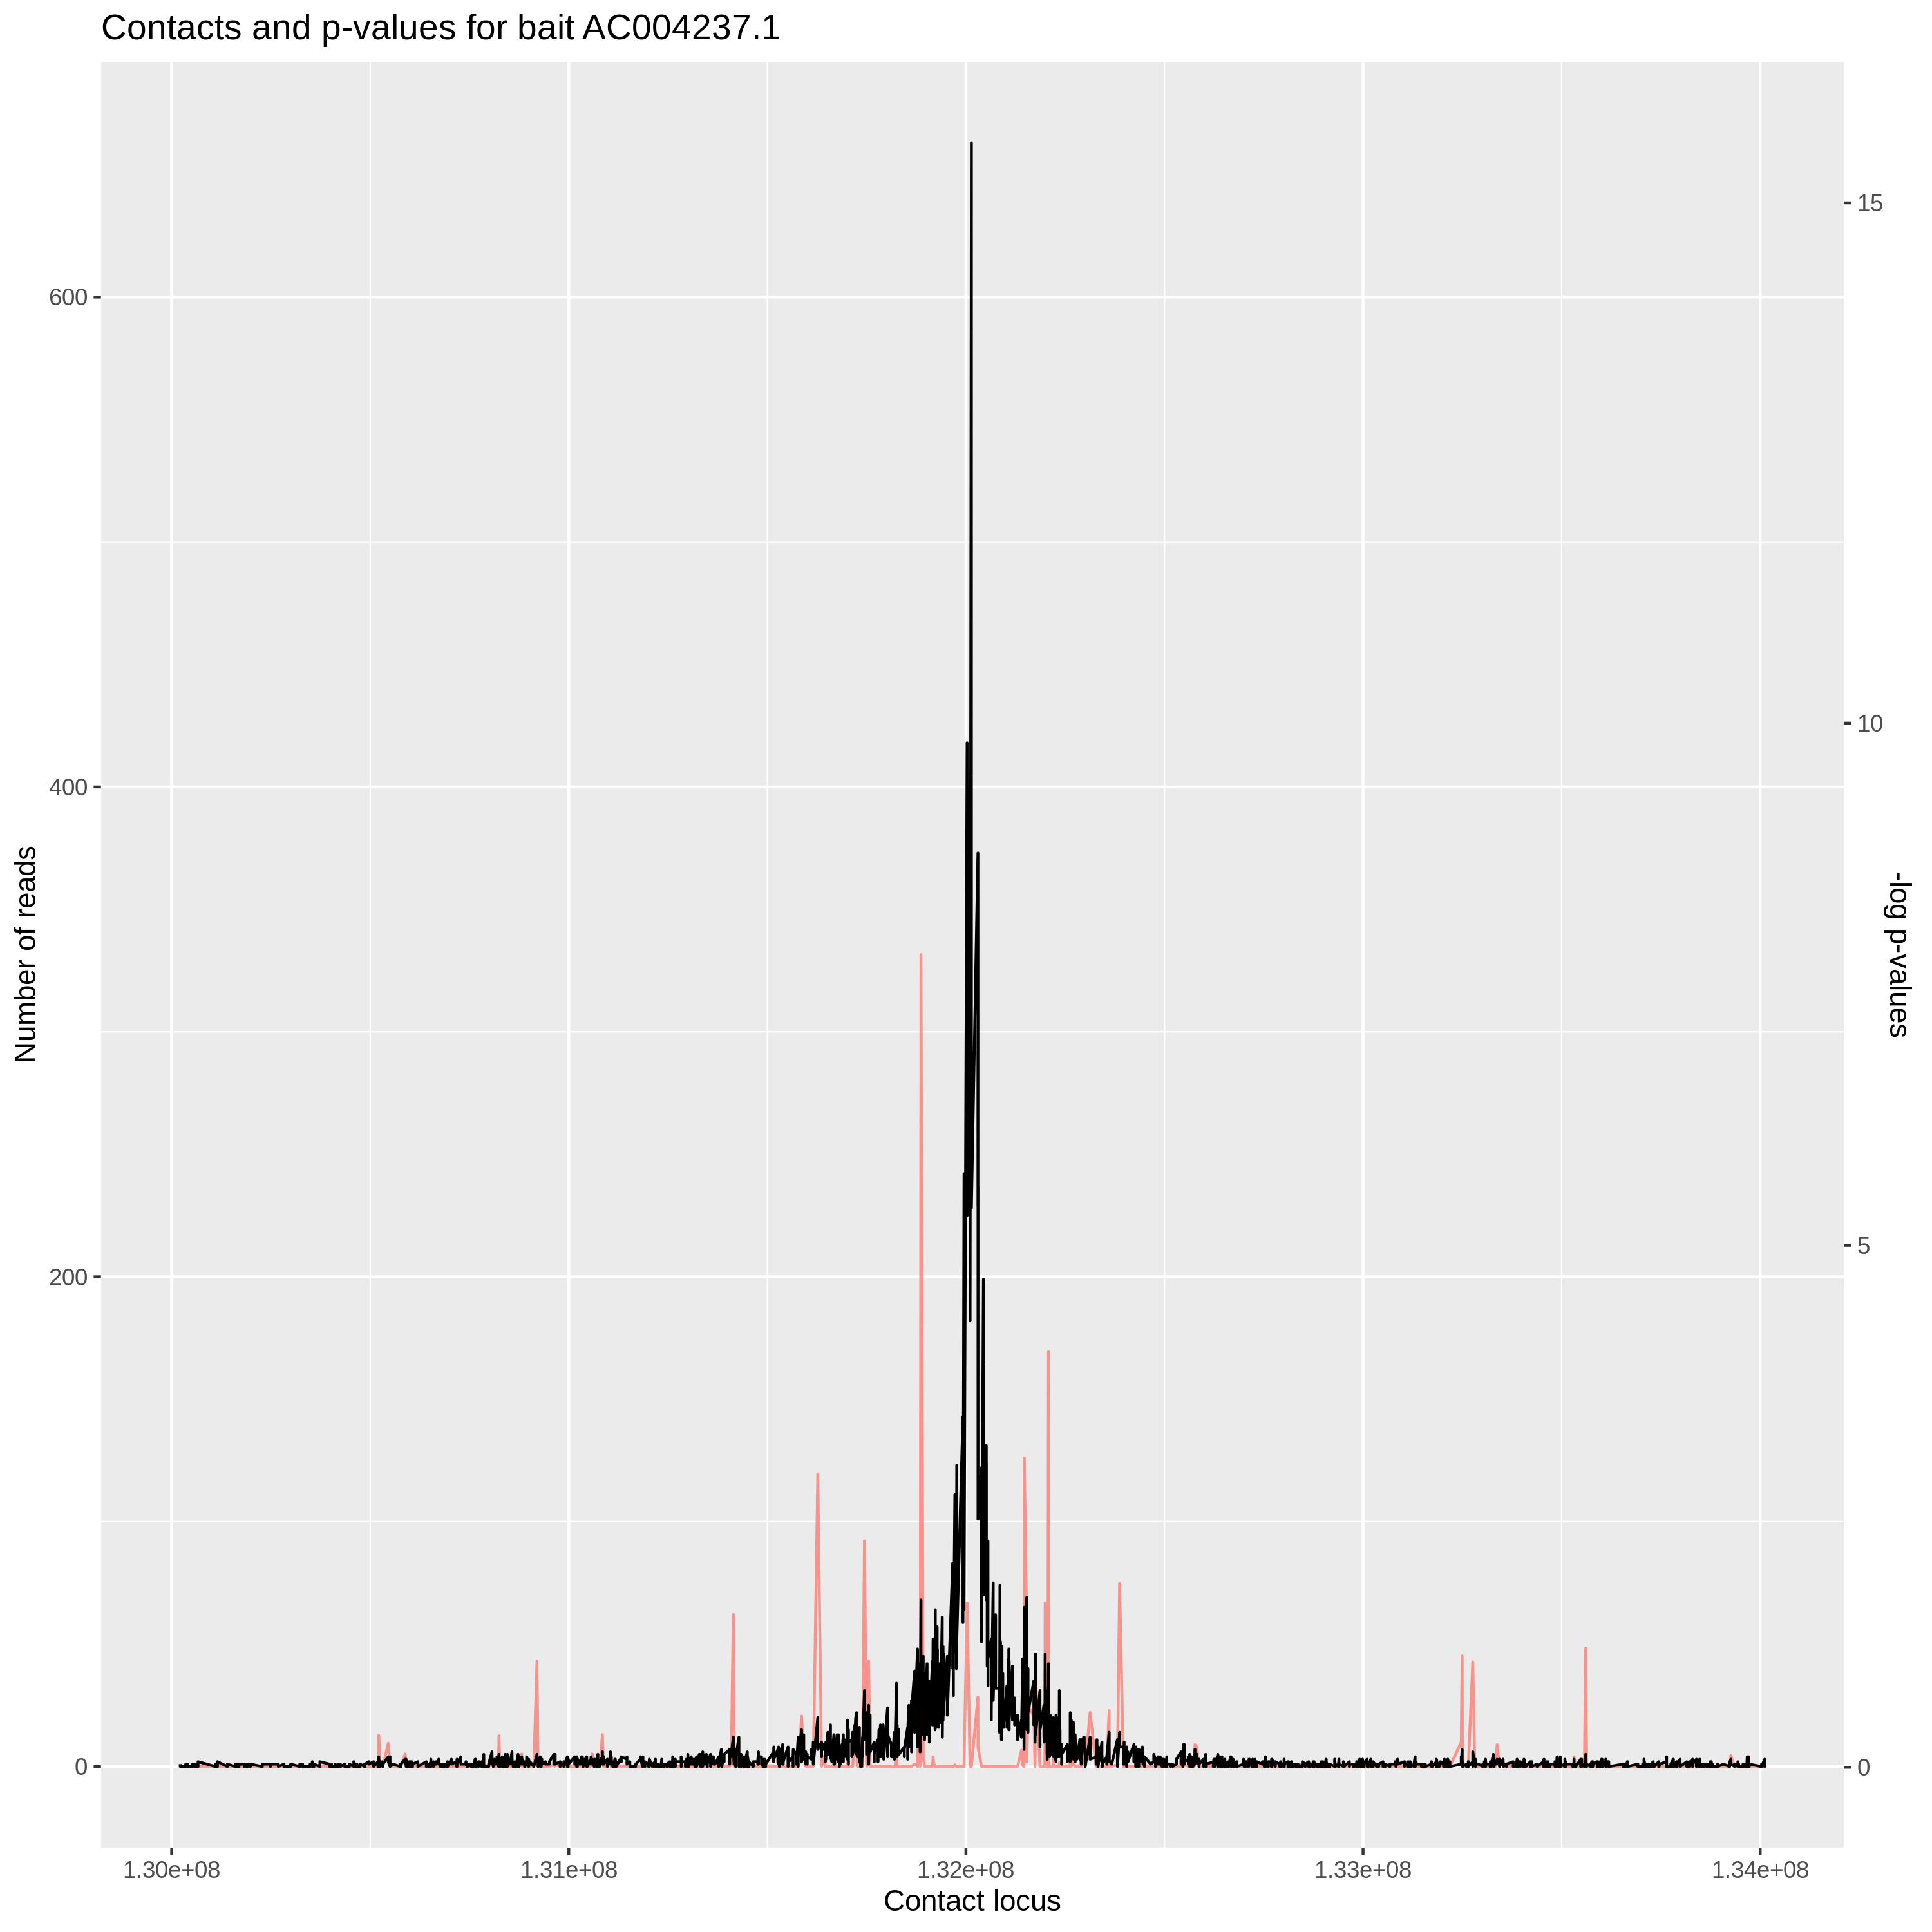 Contacts and p-values for bait AC004237.1
Number of reads
600
400
200
0
15
10
5
0
-log p-values
1.30e+08
1.31e+08
1.32e+08
1.33e+08
1.34e+08
Contact locus